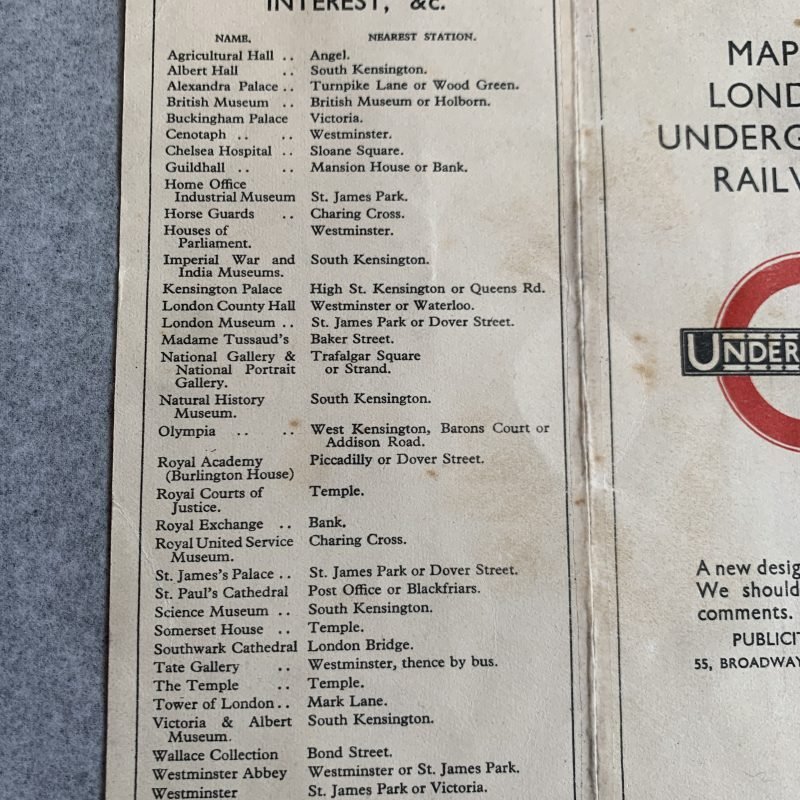 INTEREST, &c.
NAME. NEAREST STATION.
Agricultural Hall .. Angel.
Albert Hall .. South Kensington.
Alexandra Palace .. Turnpike Lane or Wood Green.
British Museum .. British Museum or Holborn.
Buckingham Palace Victoria.
Cenotaph .. .. Westminster.
Chelsea Hospital .. Sloane Square.
Guildhall .. .. Mansion House or Bank.
Home Office
Industrial Museum St. James Park.
Horse Guards .. Charing Cross.
Houses of Westminster.
Parliament.
Imperial War and South Kensington.
India Museums.
Kensington Palace High St. Kensington or Queens Rd.
London County Hall Westminster or Waterloo.
London Museum .. St. James Park or Dover Street.
Madame Tussaud's Baker Street.
National Gallery & Trafalgar Square
National Portrait or Strand.
Gallery.
Natural History South Kensington.
Museum.
Olympia .. .. West Kensington, Barons Court or
Addison Road.
Royal Academy Piccadilly or Dover Street.
(Burlington House)
Royal Courts of Temple.
Justice.
Royal Exchange .. Bank.
Royal United Service Charing Cross.
Museum.
St. James's Palace .. St. James Park or Dover Street.
St. Paul's Cathedral Post Office or Blackfriars.
Science Museum .. South Kensington.
Somerset House .. Temple.
Southwark Cathedral London Bridge.
Tate Gallery .. Westminster, thence by bus.
The Temple .. Temple.
Tower of London .. Mark Lane.
Victoria & Albert South Kensington.
Museum.
Wallace Collection Bond Street.
Westminster Abbey Westminster or St. James Park.
Westminster St. James Park or Victoria.
MAP
LOND
UNDERG
RAILW
UNDER
A new desig
We should
comments.
PUBLICIT
55, BROADWAY